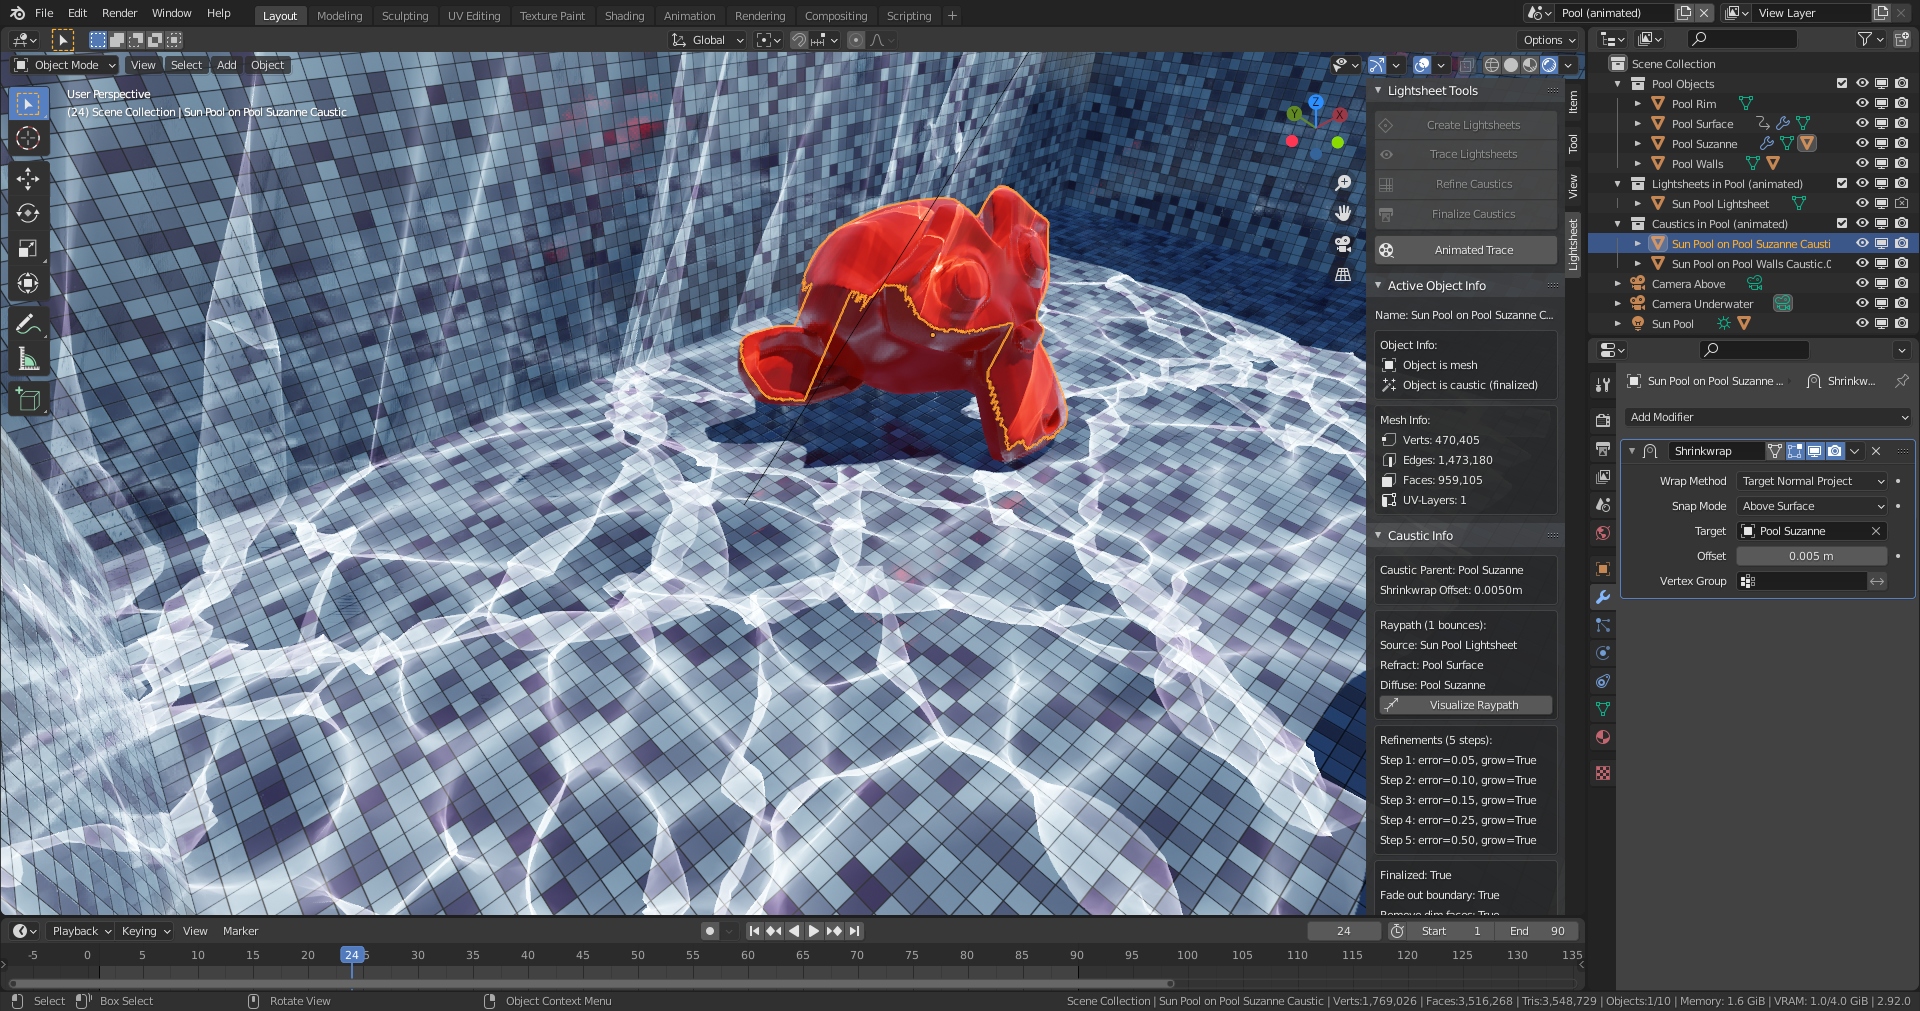 File Edit Render Window Help
Layout Modeling Sculpting UV Editing Texture Paint Shading Animation Rendering Compositing Scripting +
Pool (animated)
View Layer
Global
Options
Object Mode View Select Add Object
User Perspective
(24) Scene Collection | Sun Pool on Pool Suzanne Caustic
Z
Y
X
Lightsheet Tools
Create Lightsheets
Trace Lightsheets
Refine Caustics
Finalize Caustics
Animated Trace
Active Object Info
Name: Sun Pool on Pool Suzanne C...
Object Info:
Object is mesh
Object is caustic (finalized)
Mesh Info:
Verts: 470,405
Edges: 1,473,180
Faces: 959,105
UV-Layers: 1
Caustic Info
Caustic Parent: Pool Suzanne
Shrinkwrap Offset: 0.0050m
Raypath (1 bounces):
Source: Sun Pool Lightsheet
Refract: Pool Surface
Diffuse: Pool Suzanne
Visualize Raypath
Refinements (5 steps):
Step 1: error=0.05, grow=True
Step 2: error=0.10, grow=True
Step 3: error=0.15, grow=True
Step 4: error=0.25, grow=True
Step 5: error=0.50, grow=True
Finalized: True
Fade out boundary: True
Remove dim faces: True
Item
Tool
View
Lightsheet
Scene Collection
Pool Objects
Pool Rim
Pool Surface
Pool Suzanne
Pool Walls
Lightsheets in Pool (animated)
Sun Pool Lightsheet
Caustics in Pool (animated)
Sun Pool on Pool Suzanne Causti
Sun Pool on Pool Walls Caustic.0
Camera Above
Camera Underwater
Sun Pool
Sun Pool on Pool Suzanne ...
Shrinkw...
Add Modifier
Shrinkwrap
Wrap Method Target Normal Project
Snap Mode Above Surface
Target Pool Suzanne
Offset 0.005 m
Vertex Group
Playback Keying View Marker
24 Start 1 End 90
-5 0 5 10 15 20 24 30 35 40 45 50 55 60 65 70 75 80 85 90 95 100 105 110 115 120 125 130 135
Select Box Select Rotate View Object Context Menu
Scene Collection | Sun Pool on Pool Suzanne Caustic | Verts:1,769,026 | Faces:3,516,268 | Tris:3,548,729 | Objects:1/10 | Memory: 1.6 GiB | VRAM: 1.0/4.0 GiB | 2.92.0